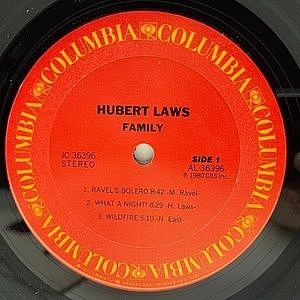 COLUMBIA COLUMBIA COLUMBIA COLUMBIA COLUMBIA COLUMBIA
HUBERT LAWS
FAMILY
JC 36396 SIDE 1
STEREO AL 36396
℗ 1980 CBS Inc.
1. RAVEL'S BOLERO 8:42 -M. Ravel-
2. WHAT A NIGHT! 8:29 -H. Laws-
3. WILDFIRE 5:10 -N. East-